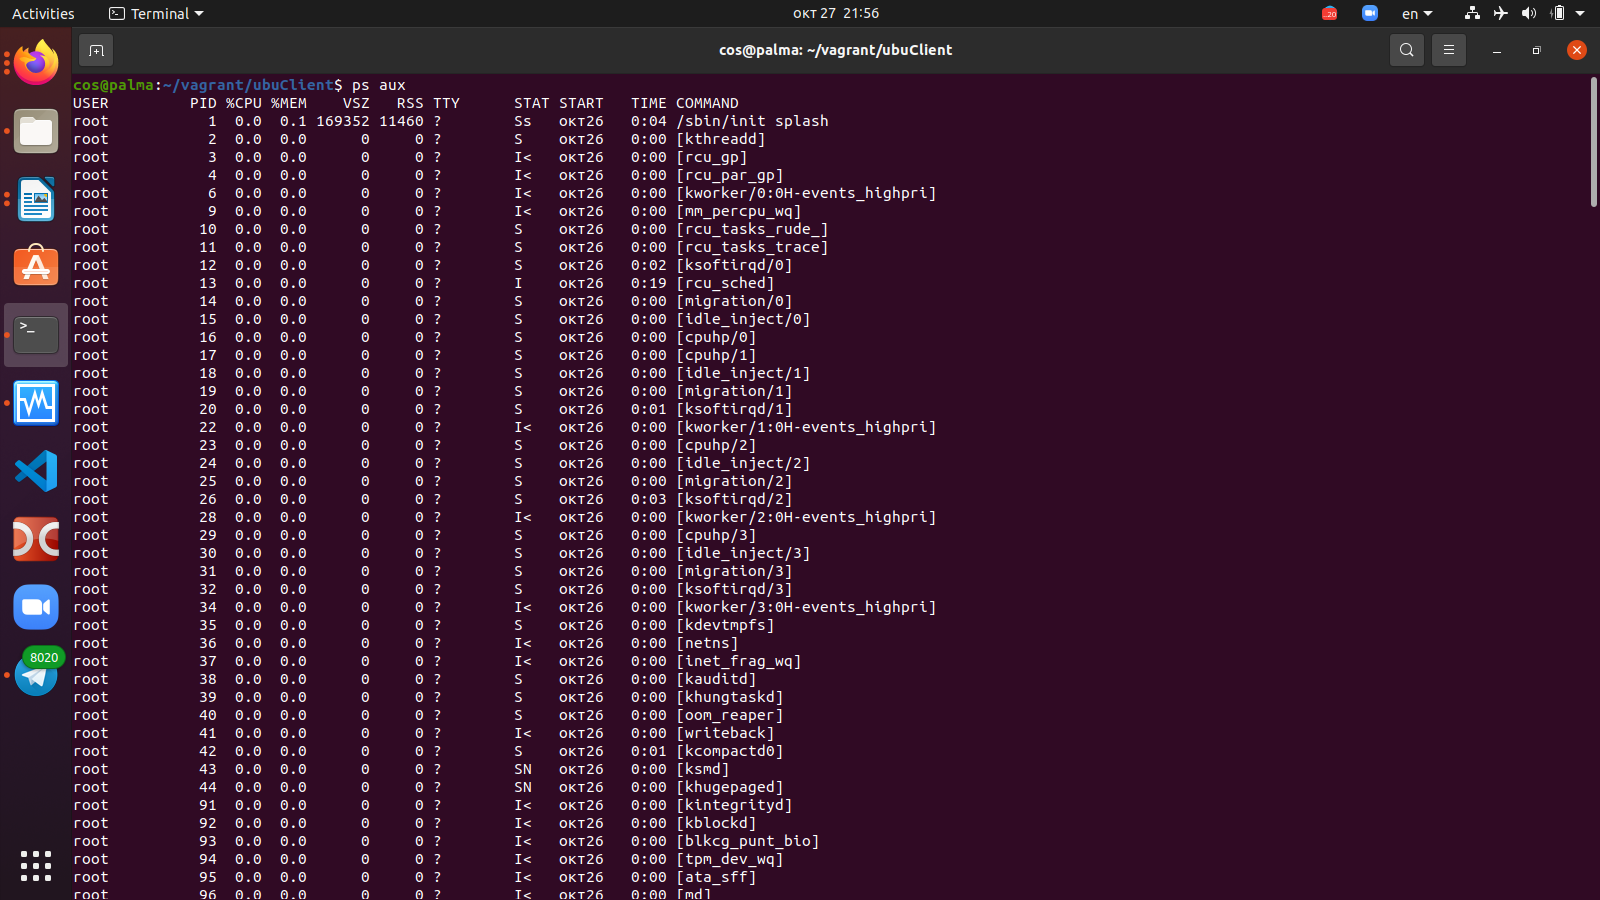 Activities Terminal окт 27 21:56 20 en
cos@palma: ~/vagrant/ubuClient
cos@palma:~/vagrant/ubuClient$ ps aux
USER PID %CPU %MEM VSZ RSS TTY STAT START TIME COMMAND
root 1 0.0 0.1 169352 11460 ? Ss окт26 0:04 /sbin/init splash
root 2 0.0 0.0 0 0 ? S окт26 0:00 [kthreadd]
root 3 0.0 0.0 0 0 ? I< окт26 0:00 [rcu_gp]
root 4 0.0 0.0 0 0 ? I< окт26 0:00 [rcu_par_gp]
root 6 0.0 0.0 0 0 ? I< окт26 0:00 [kworker/0:0H-events_highpri]
root 9 0.0 0.0 0 0 ? I< окт26 0:00 [mm_percpu_wq]
root 10 0.0 0.0 0 0 ? S окт26 0:00 [rcu_tasks_rude_]
root 11 0.0 0.0 0 0 ? S окт26 0:00 [rcu_tasks_trace]
root 12 0.0 0.0 0 0 ? S окт26 0:02 [ksoftirqd/0]
root 13 0.0 0.0 0 0 ? I окт26 0:19 [rcu_sched]
root 14 0.0 0.0 0 0 ? S окт26 0:00 [migration/0]
root 15 0.0 0.0 0 0 ? S окт26 0:00 [idle_inject/0]
root 16 0.0 0.0 0 0 ? S окт26 0:00 [cpuhp/0]
root 17 0.0 0.0 0 0 ? S окт26 0:00 [cpuhp/1]
root 18 0.0 0.0 0 0 ? S окт26 0:00 [idle_inject/1]
root 19 0.0 0.0 0 0 ? S окт26 0:00 [migration/1]
root 20 0.0 0.0 0 0 ? S окт26 0:01 [ksoftirqd/1]
root 22 0.0 0.0 0 0 ? I< окт26 0:00 [kworker/1:0H-events_highpri]
root 23 0.0 0.0 0 0 ? S окт26 0:00 [cpuhp/2]
root 24 0.0 0.0 0 0 ? S окт26 0:00 [idle_inject/2]
root 25 0.0 0.0 0 0 ? S окт26 0:00 [migration/2]
root 26 0.0 0.0 0 0 ? S окт26 0:03 [ksoftirqd/2]
root 28 0.0 0.0 0 0 ? I< окт26 0:00 [kworker/2:0H-events_highpri]
root 29 0.0 0.0 0 0 ? S окт26 0:00 [cpuhp/3]
root 30 0.0 0.0 0 0 ? S окт26 0:00 [idle_inject/3]
root 31 0.0 0.0 0 0 ? S окт26 0:00 [migration/3]
root 32 0.0 0.0 0 0 ? S окт26 0:00 [ksoftirqd/3]
root 34 0.0 0.0 0 0 ? I< окт26 0:00 [kworker/3:0H-events_highpri]
root 35 0.0 0.0 0 0 ? S окт26 0:00 [kdevtmpfs]
root 36 0.0 0.0 0 0 ? I< окт26 0:00 [netns]
root 37 0.0 0.0 0 0 ? I< окт26 0:00 [inet_frag_wq]
root 38 0.0 0.0 0 0 ? S окт26 0:00 [kauditd]
root 39 0.0 0.0 0 0 ? S окт26 0:00 [khungtaskd]
root 40 0.0 0.0 0 0 ? S окт26 0:00 [oom_reaper]
root 41 0.0 0.0 0 0 ? I< окт26 0:00 [writeback]
root 42 0.0 0.0 0 0 ? S окт26 0:01 [kcompactd0]
root 43 0.0 0.0 0 0 ? SN окт26 0:00 [ksmd]
root 44 0.0 0.0 0 0 ? SN окт26 0:00 [khugepaged]
root 91 0.0 0.0 0 0 ? I< окт26 0:00 [kintegrityd]
root 92 0.0 0.0 0 0 ? I< окт26 0:00 [kblockd]
root 93 0.0 0.0 0 0 ? I< окт26 0:00 [blkcg_punt_bio]
root 94 0.0 0.0 0 0 ? I< окт26 0:00 [tpm_dev_wq]
root 95 0.0 0.0 0 0 ? I< окт26 0:00 [ata_sff]
root 96 0.0 0.0 0 0 ? I< окт26 0:00 [md]
>_
8020